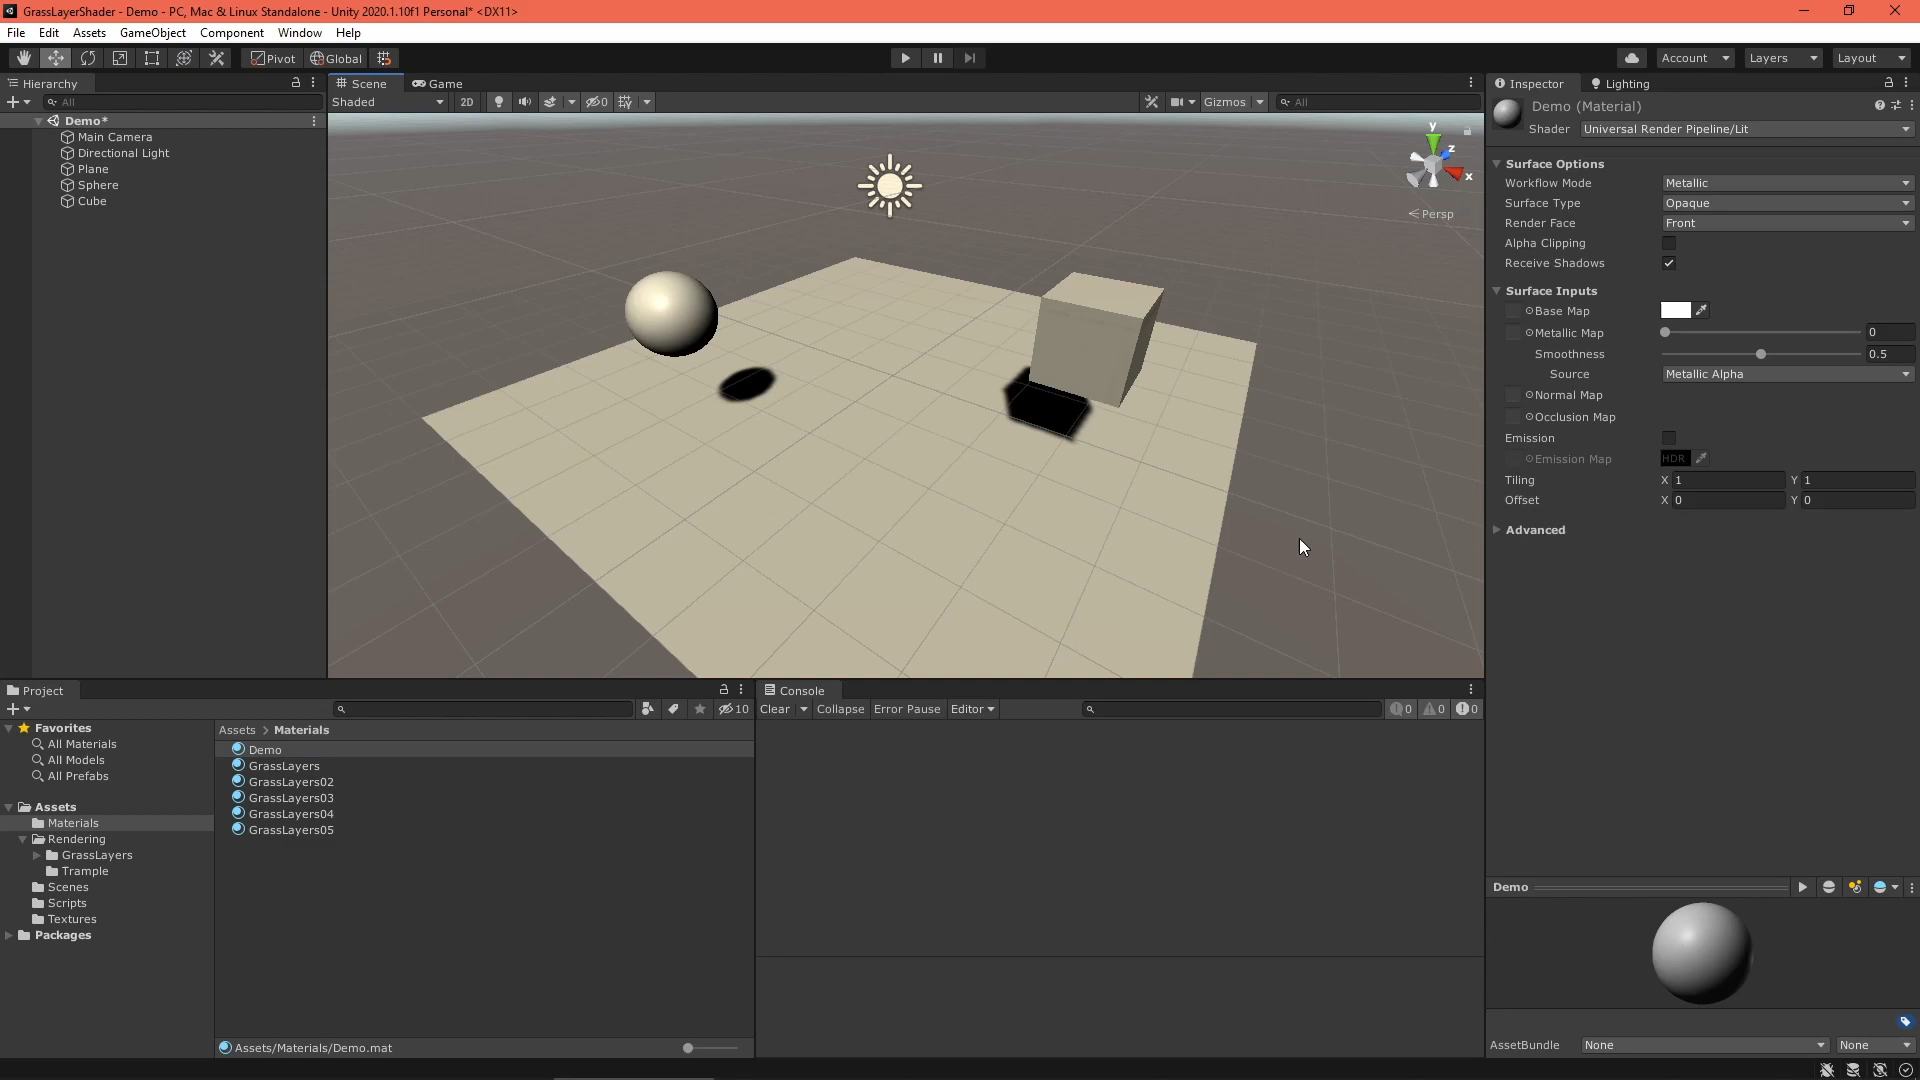 GrassLayerShader - Demo - PC, Mac & Linux Standalone - Unity 2020.1.10f1 Personal* <DX11>
File Edit Assets GameObject Component Window Help
Pivot Global Account Layers Layout
Hierarchy
All
Demo*
Main Camera
Directional Light
Plane
Sphere
Cube
Scene Game
Shaded 2D 0 Gizmos All
y
z
x
Persp
Inspector Lighting
Demo (Material)
Shader Universal Render Pipeline/Lit
Surface Options
Workflow Mode Metallic
Surface Type Opaque
Render Face Front
Alpha Clipping
Receive Shadows
Surface Inputs
Base Map
Metallic Map 0
Smoothness 0.5
Source Metallic Alpha
Normal Map
Occlusion Map
Emission
Emission Map HDR
Tiling X 1 Y 1
Offset X 0 Y 0
Advanced
Project
10
Favorites
All Materials
All Models
All Prefabs
Assets
Materials
Rendering
GrassLayers
Trample
Scenes
Scripts
Textures
Packages
Assets > Materials
Demo
GrassLayers
GrassLayers02
GrassLayers03
GrassLayers04
GrassLayers05
Assets/Materials/Demo.mat
Console
Clear Collapse Error Pause Editor 0 0 0
Demo
AssetBundle None None